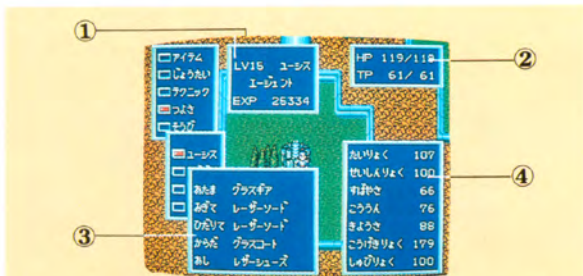 ①
アイテム
じょうたい
テクニック
つよさ
そうび
LV15 ユーシス
エージェント
EXP 26334
②
HP 119/119
TP 61/ 61
ユーシス
③
あたま グラスギア
みぎて レーザーソード
ひだりて レーザーソード
からだ グラスコート
あし レザーシューズ
④
たいりょく 107
せいしんりょく 100
すばやさ 66
こううん 76
きようさ 88
こうげきりょく 179
しゅびりょく 100